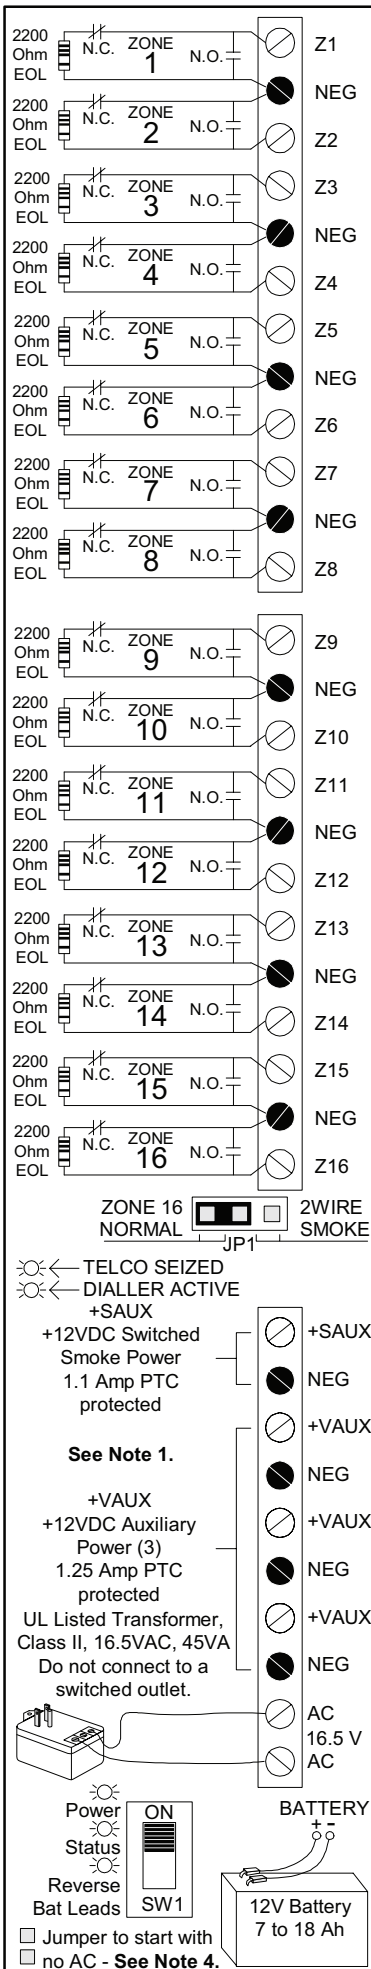 2200
Ohm
EOL
N.C.
ZONE
1
N.O.
Z1
NEG
2200
Ohm
EOL
N.C.
ZONE
2
N.O.
Z2
2200
Ohm
EOL
N.C.
ZONE
3
N.O.
Z3
NEG
2200
Ohm
EOL
N.C.
ZONE
4
N.O.
Z4
2200
Ohm
EOL
N.C.
ZONE
5
N.O.
Z5
NEG
2200
Ohm
EOL
N.C.
ZONE
6
N.O.
Z6
2200
Ohm
EOL
N.C.
ZONE
7
N.O.
Z7
NEG
2200
Ohm
EOL
N.C.
ZONE
8
N.O.
Z8
2200
Ohm
EOL
N.C.
ZONE
9
N.O.
Z9
NEG
2200
Ohm
EOL
N.C.
ZONE
10
N.O.
Z10
2200
Ohm
EOL
N.C.
ZONE
11
N.O.
Z11
NEG
2200
Ohm
EOL
N.C.
ZONE
12
N.O.
Z12
2200
Ohm
EOL
N.C.
ZONE
13
N.O.
Z13
NEG
2200
Ohm
EOL
N.C.
ZONE
14
N.O.
Z14
2200
Ohm
EOL
N.C.
ZONE
15
N.O.
Z15
NEG
2200
Ohm
EOL
N.C.
ZONE
16
N.O.
Z16
ZONE 16
NORMAL
JP1
2WIRE
SMOKE
TELCO SEIZED
DIALLER ACTIVE
+SAUX
+12VDC Switched
Smoke Power
1.1 Amp PTC
protected
+SAUX
NEG
See Note 1.
+VAUX
+12VDC Auxiliary
Power (3)
1.25 Amp PTC
protected
+VAUX
NEG
+VAUX
NEG
+VAUX
NEG
UL Listed Transformer,
Class II, 16.5VAC, 45VA
Do not connect to a
switched outlet.
AC
16.5 V
AC
Power
Status
Reverse
Bat Leads
ON
SW1
BATTERY
+ -
12V Battery
7 to 18 Ah
Jumper to start with
no AC - See Note 4.